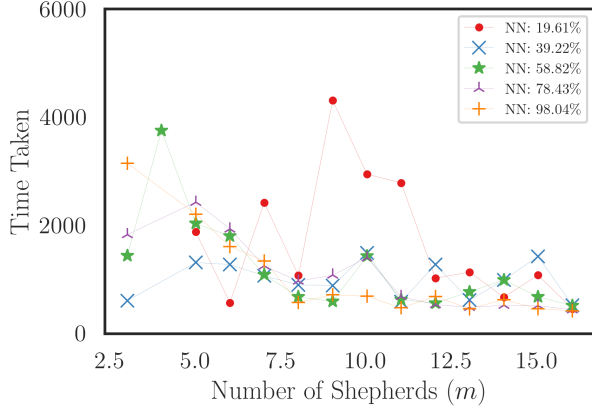 6000
4000
2000
0
Time Taken
2.5 5.0 7.5 10.0 12.5 15.0
Number of Shepherds (m)
NN: 19.61%
NN: 39.22%
NN: 58.82%
NN: 78.43%
NN: 98.04%